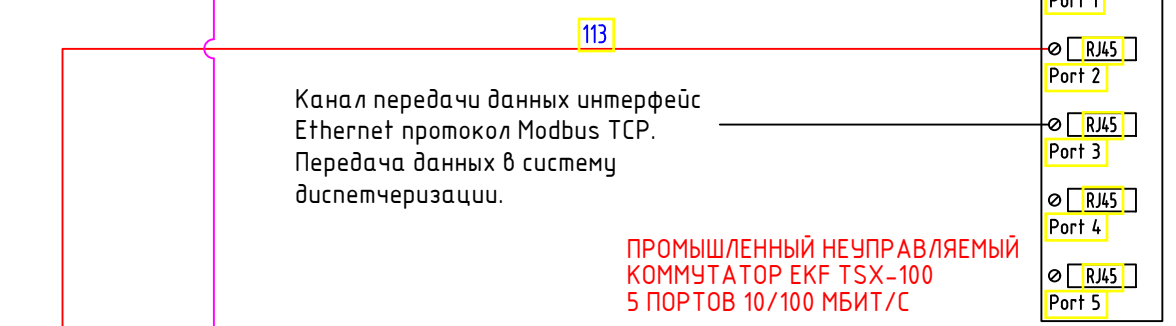 Port 1
113
RJ45
Port 2
Канал передачи данных интерфейс
Ethernet протокол Modbus TCP.
Передача данных в систему
диспетчеризации.
RJ45
Port 3
RJ45
Port 4
ПРОМЫШЛЕННЫЙ НЕУПРАВЛЯЕМЫЙ
КОММУТАТОР EKF TSX-100
5 ПОРТОВ 10/100 МБИТ/С
RJ45
Port 5